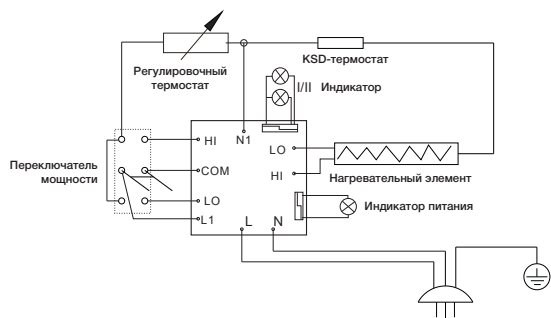 KSD-термостат
Регулировочный
термостат
I/II Индикатор
HI
N1
LO
COM
HI
Нагревательный элемент
Переключатель
мощности
LO
Индикатор питания
L1
L
N